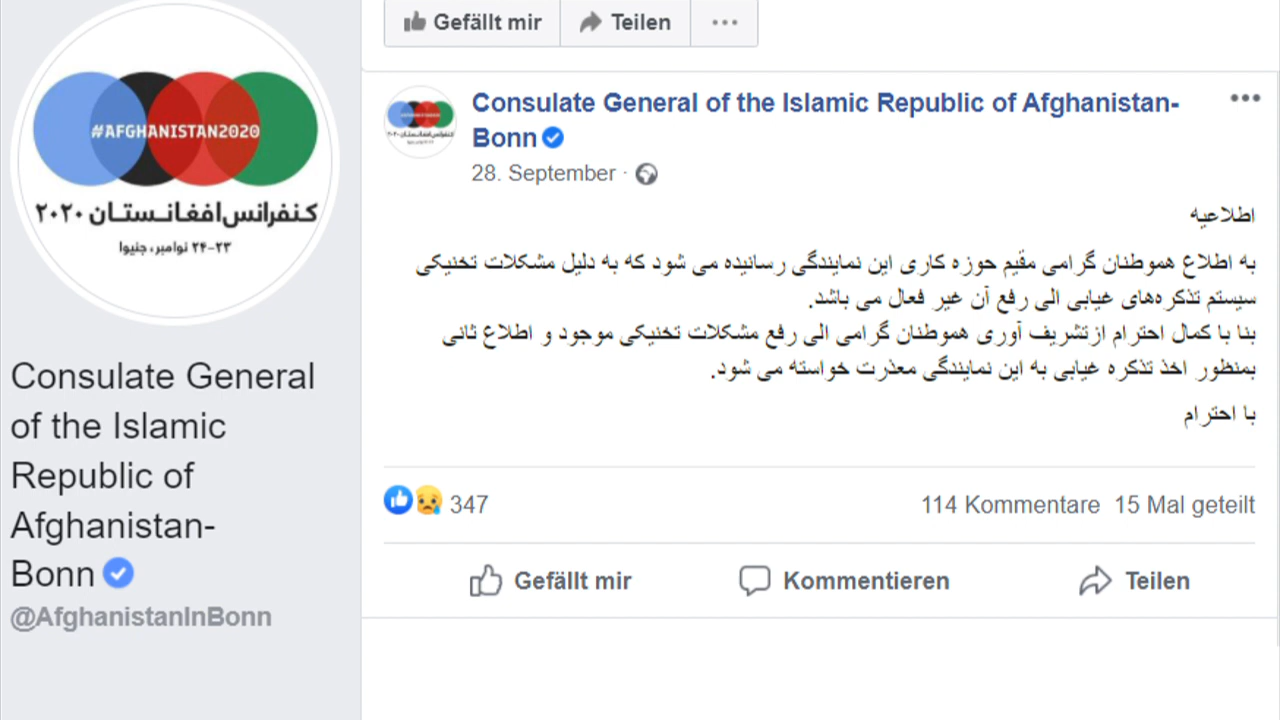 #AFGHANISTAN2020
کنفرانس افغانستان ۲۰۲۰
۲۳-۲۴ نوامبر، جنیوا
Consulate General
of the Islamic
Republic of
Afghanistan-
Bonn
@AfghanistanInBonn
Gefällt mir
Teilen
Consulate General of the Islamic Republic of Afghanistan-
Bonn
28. September ·
اطلاعیه
به اطلاع هموطنان گرامی مقیم حوزه کاری این نمایندگی رسانیده می شود که به دلیل مشکلات تخنیکی
سیستم تذکره‌های غیابی الی رفع آن غیر فعال می باشد.
بنا با کمال احترام ازتشریف آوری هموطنان گرامی الی رفع مشکلات تخنیکی موجود و اطلاع ثانی
بمنظور اخذ تذکره غیابی به این نمایندگی معذرت خواسته می شود.
با احترام
347
114 Kommentare 15 Mal geteilt
Gefällt mir
Kommentieren
Teilen